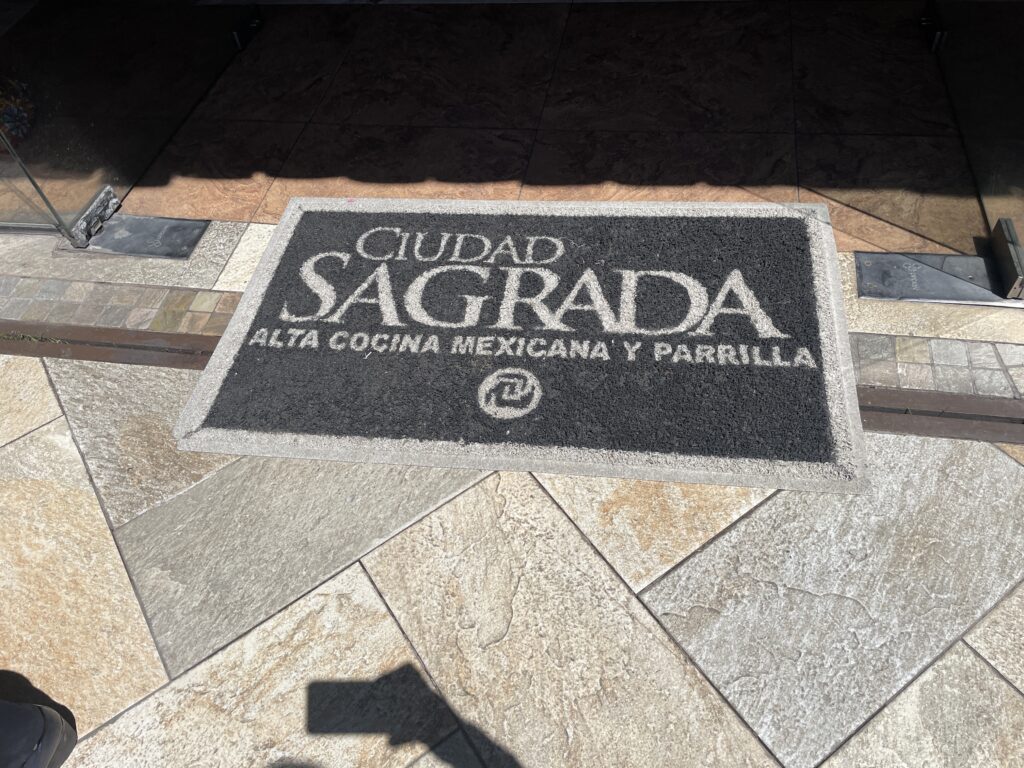 CIUDAD
SAGRADA
ALTA COCINA MEXICANA Y PARRILLA